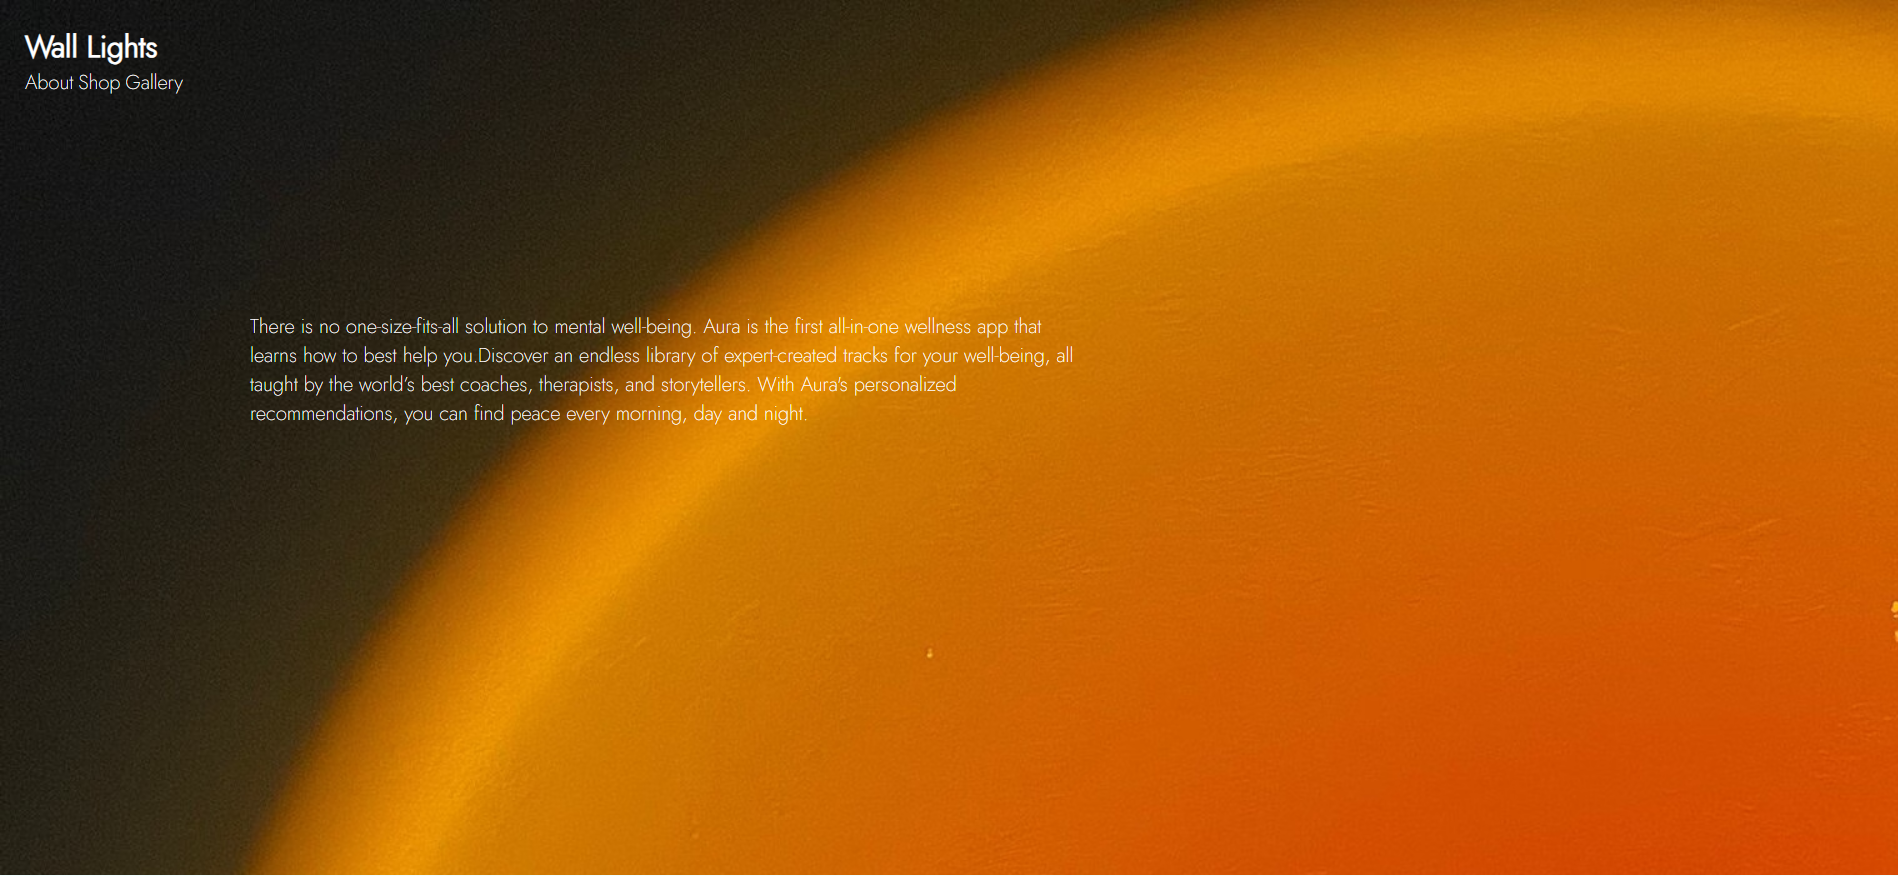 Wall Lights
About Shop Gallery
There is no one-size-fits-all solution to mental well-being. Aura is the first all-in-one wellness app that
learns how to best help you.Discover an endless library of expert-created tracks for your well-being, all
taught by the world's best coaches, therapists, and storytellers. With Aura's personalized
recommendations, you can find peace every morning, day and night.